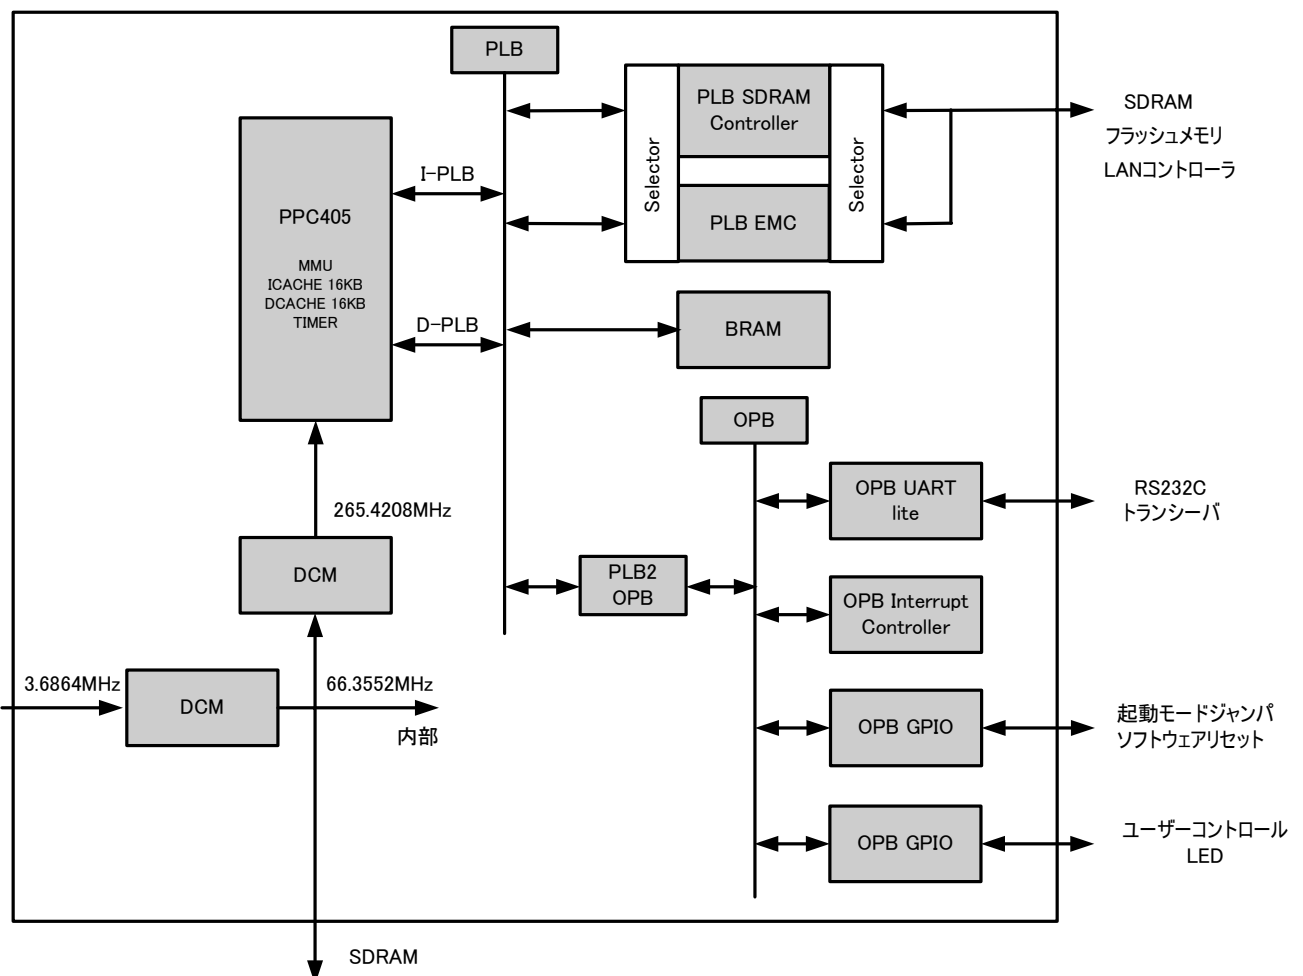 PLB
PLB SDRAM
Controller
Selector
Selector
PLB EMC
SDRAM
フラッシュメモリ
LANコントローラ
I-PLB
PPC405
MMU
ICACHE 16KB
DCACHE 16KB
TIMER
D-PLB
BRAM
OPB
OPB UART
lite
RS232C
トランシーバ
265.4208MHz
DCM
PLB2
OPB
OPB Interrupt
Controller
3.6864MHz
DCM
66.3552MHz
内部
OPB GPIO
起動モードジャンパ
ソフトウェアリセット
OPB GPIO
ユーザーコントロール
LED
SDRAM